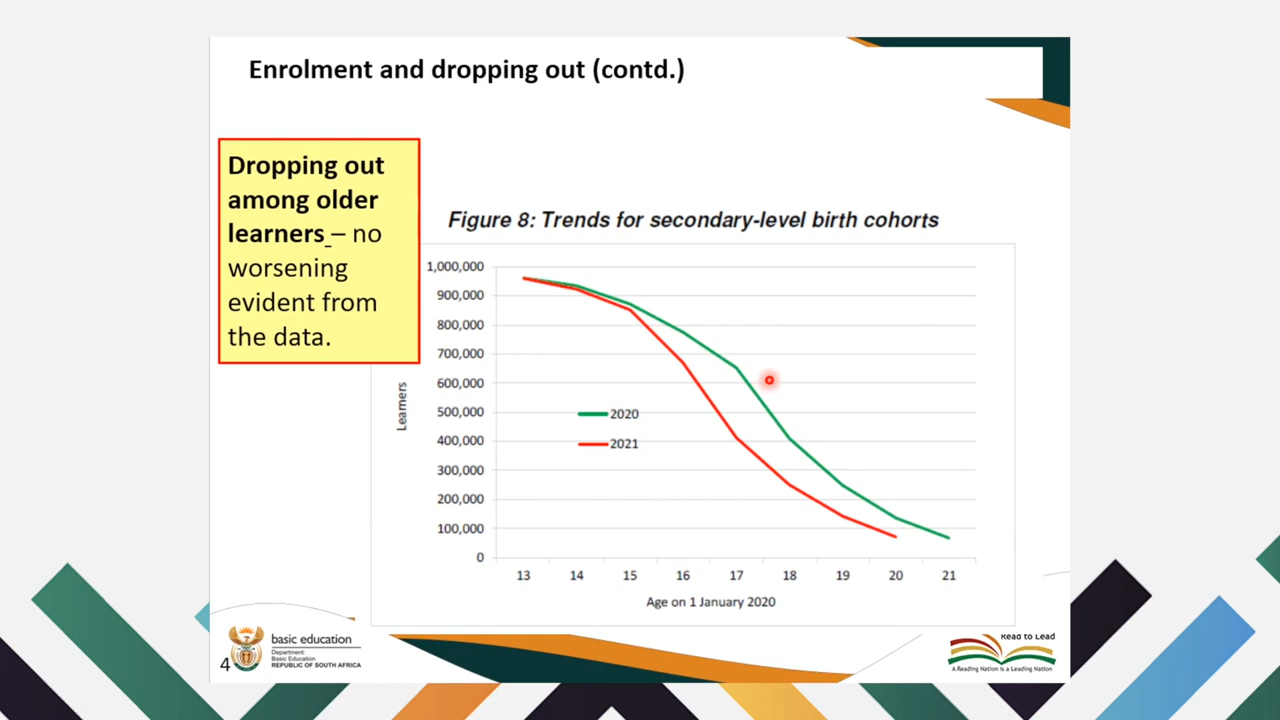 Enrolment and dropping out (contd.)
Dropping out
among older
learners – no
worsening
evident from
the data.
Figure 8: Trends for secondary-level birth cohorts
1,000,000
900,000
800,000
700,000
600,000
500,000
400,000
300,000
200,000
100,000
0
Learners
2020
2021
13 14 15 16 17 18 19 20 21
Age on 1 January 2020
4
basic education
Department:
Basic Education
REPUBLIC OF SOUTH AFRICA
Read to Lead
A Reading Nation is a Leading Nation